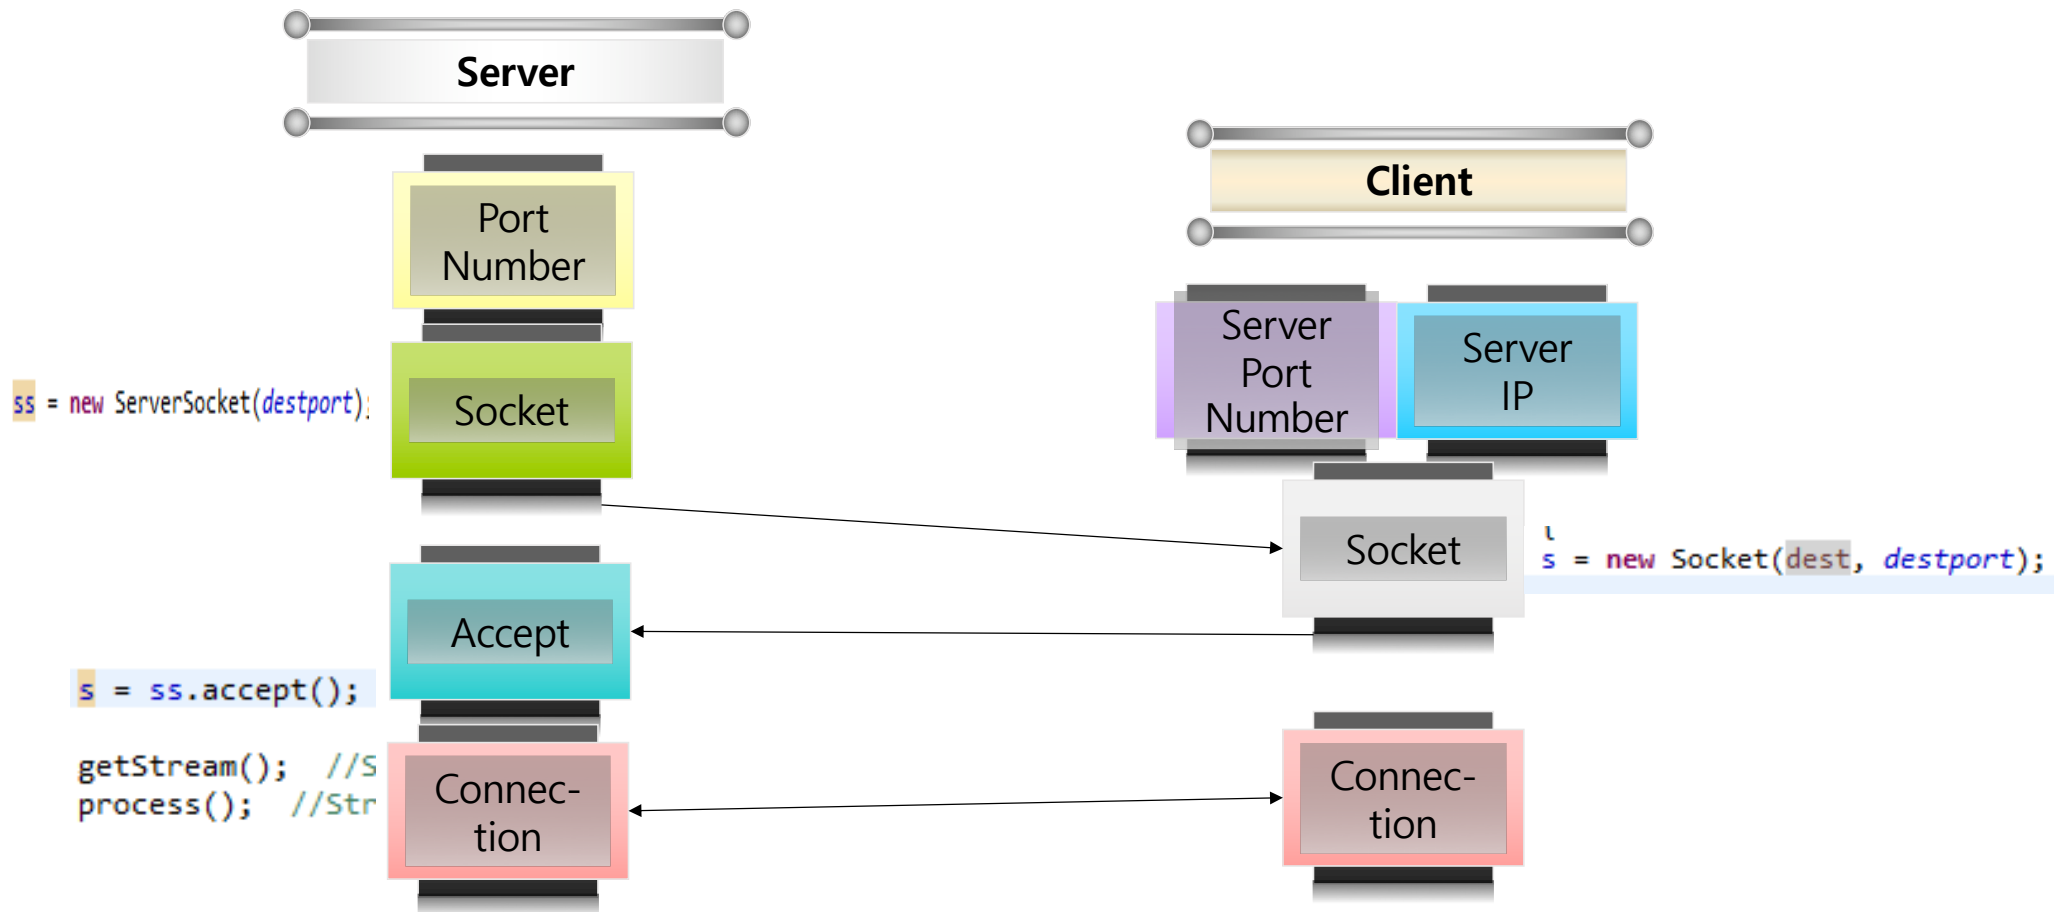 Server
Port
Number
ss = new ServerSocket(destport);
Socket
Accept
s = ss.accept();
getStream(); //S
process(); //Str
Connec-
tion
Client
Server
Port
Number
Server
IP
Socket
s = new Socket(dest, destport);
Connec-
tion